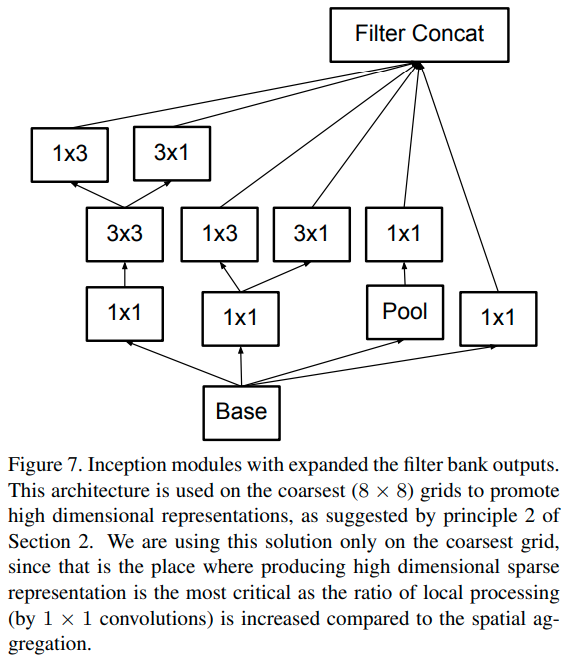 Filter Concat
1x3 3x1
3x3 1x3 3x1 1x1
1x1 1x1 Pool 1x1
Base
Figure 7. Inception modules with expanded the filter bank outputs.
This architecture is used on the coarsest (8 × 8) grids to promote
high dimensional representations, as suggested by principle 2 of
Section 2. We are using this solution only on the coarsest grid,
since that is the place where producing high dimensional sparse
representation is the most critical as the ratio of local processing
(by 1 × 1 convolutions) is increased compared to the spatial ag-
gregation.